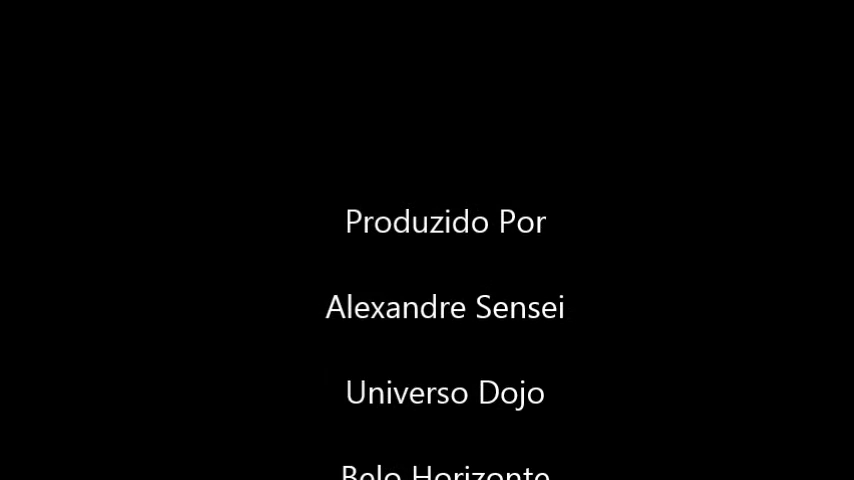 Produzido Por
Alexandre Sensei
Universo Dojo
Belo Horizonte